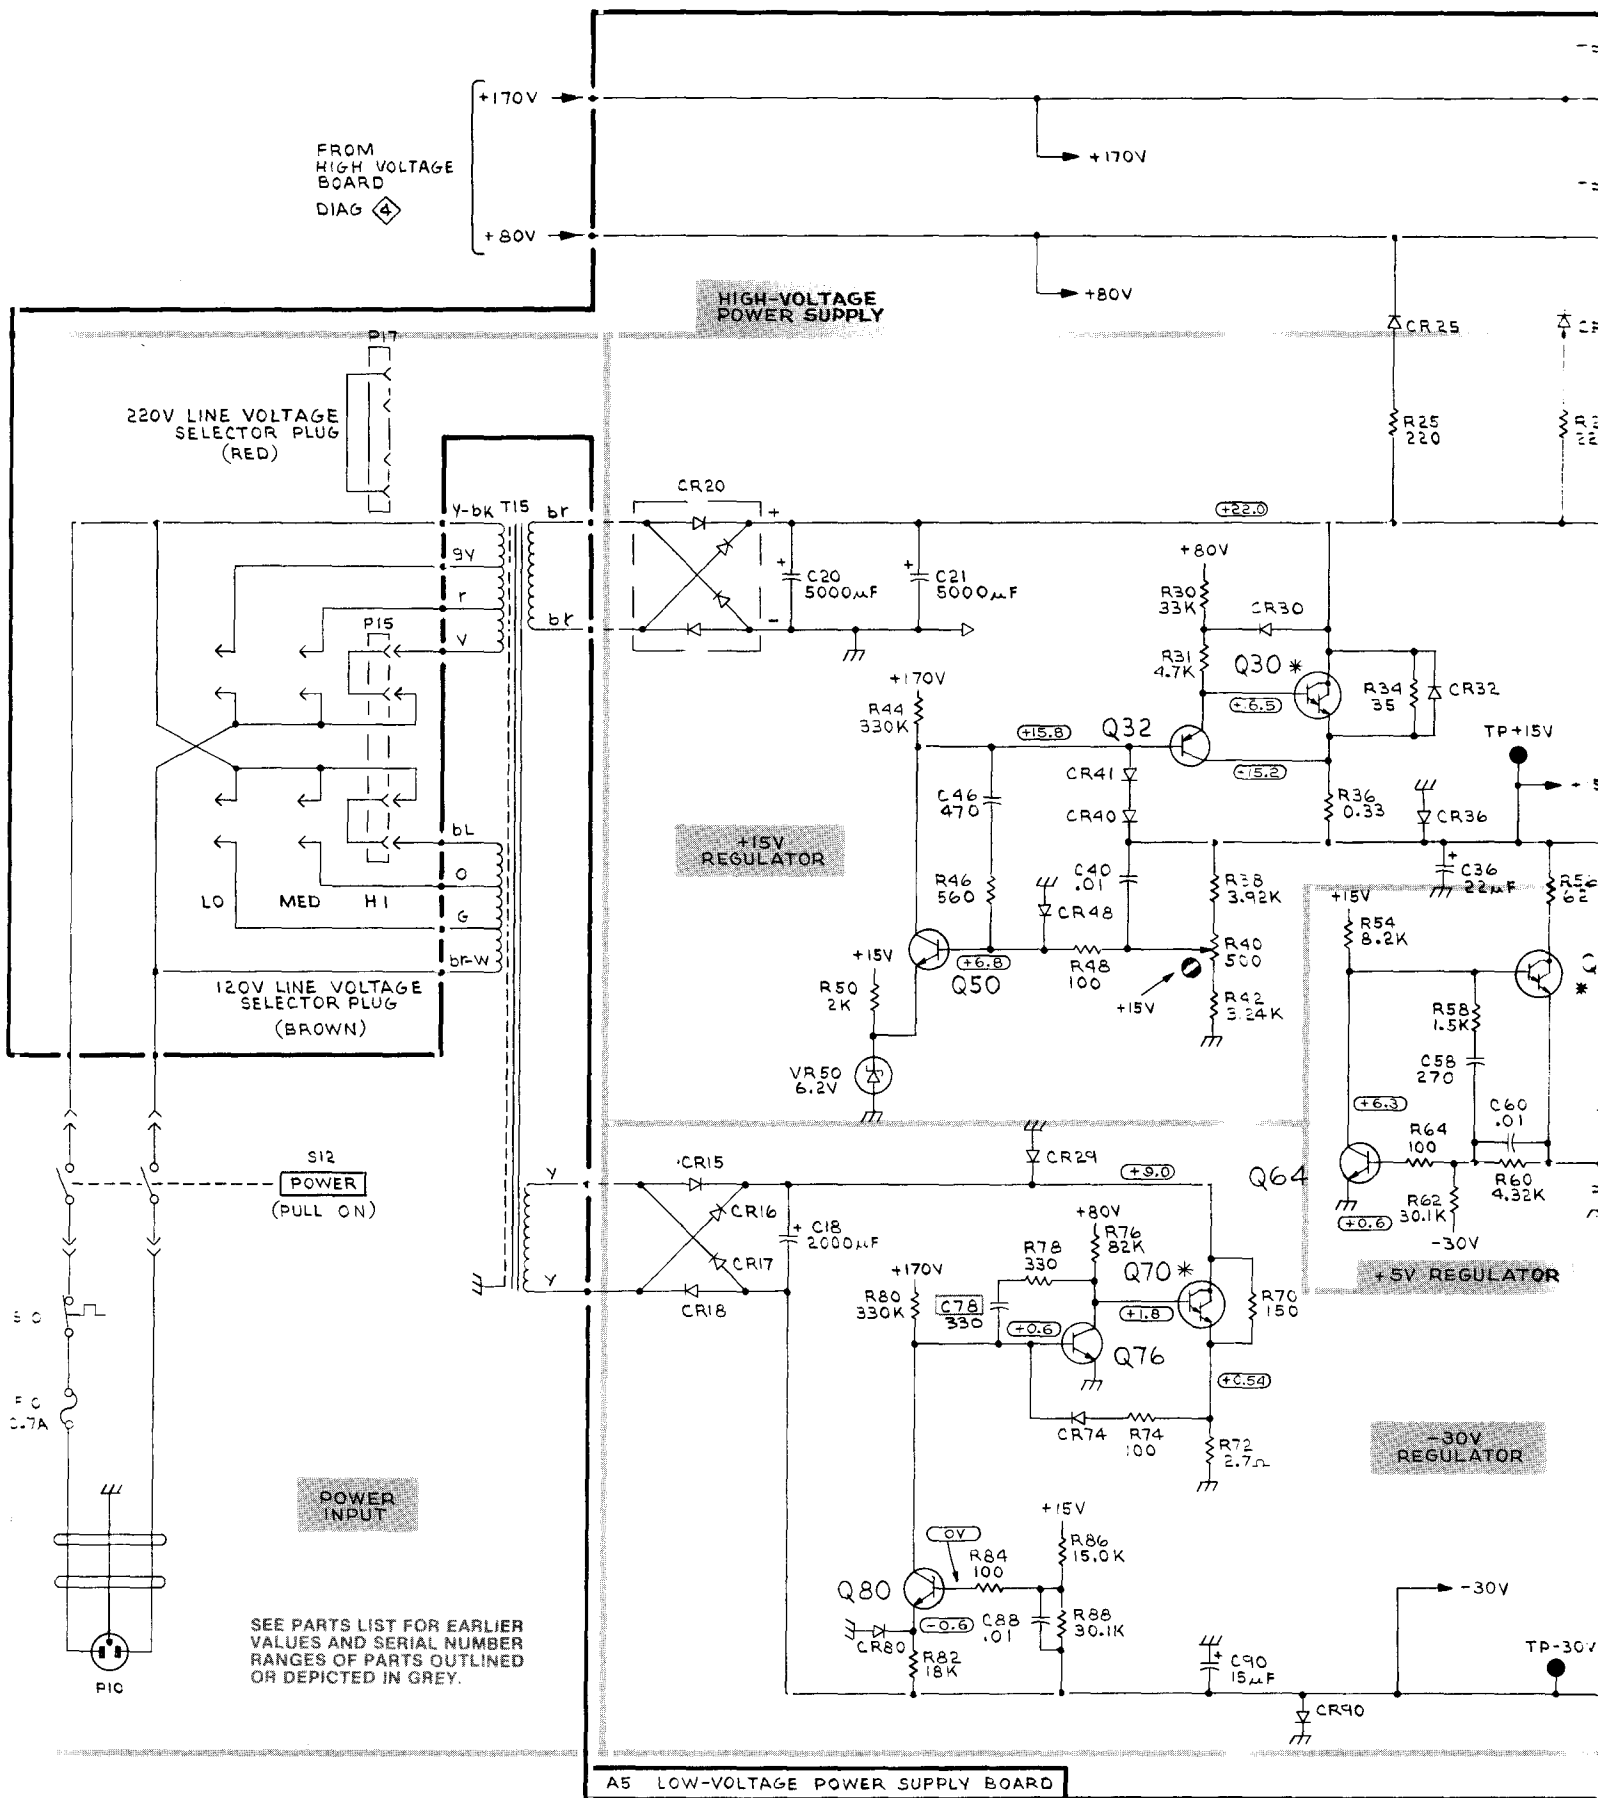 +170V
FROM
HIGH VOLTAGE
BOARD
DIAG 4
+80V
+170V
+80V
HIGH-VOLTAGE
POWER SUPPLY
CR25
R25
220
P17
220V LINE VOLTAGE
SELECTOR PLUG
(RED)
Y-bK
T15
br
gy
r
V
br
P15
CR20
+
-
+
C20
5000µF
+
C21
5000µF
+22.0
+80V
R30
33K
CR30
R31
4.7K
Q30 *
R34
35
CR32
+170V
R44
330K
+15.8
Q32
+15.2
TP+15V
CR41
C46
470
CR40
R36
0.33
CR36
+15V
REGULATOR
bL
O
G
br-W
LO
MED
HI
R46
560
C40
.01
CR48
R38
3.92K
+
C36
22µF
+15V
R54
8.2K
+15V
R50
2K
Q50
+6.8
R48
100
R40
500
+15V
R42
3.24K
120V LINE VOLTAGE
SELECTOR PLUG
(BROWN)
VR50
6.2V
R58
1.5K
*
C58
270
+6.3
C60
.01
R64
100
Q64
R60
4.32K
R62
30.1K
+0.6
-30V
+5V REGULATOR
S12
POWER
(PULL ON)
Y
Y
CR15
CR16
CR17
CR18
+
C18
2000µF
CR29
+9.0
+80V
R76
82K
R78
330
+170V
R80
330K
C78
330
+0.6
Q76
Q70 *
+1.8
R70
150
+0.54
CR74
R74
100
R72
2.7Ω
-30V
REGULATOR
POWER
INPUT
P10
SEE PARTS LIST FOR EARLIER
VALUES AND SERIAL NUMBER
RANGES OF PARTS OUTLINED
OR DEPICTED IN GREY.
+15V
R86
15.0K
0V
R84
100
Q80
-0.6
CR80
R82
18K
C88
.01
R88
30.1K
+
C90
15µF
-30V
TP-30V
CR90
A5 LOW-VOLTAGE POWER SUPPLY BOARD